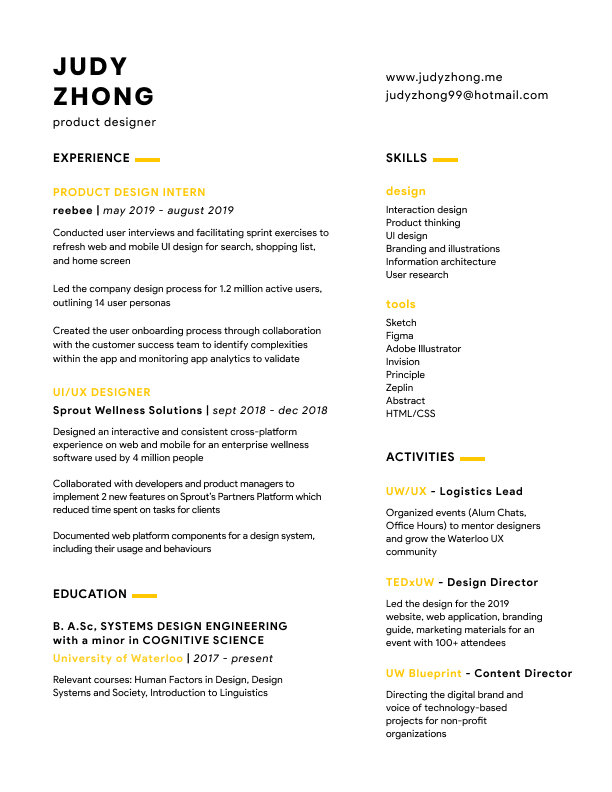 JUDY
ZHONG
product designer
www.judyzhong.me
judyzhong99@hotmail.com
EXPERIENCE
PRODUCT DESIGN INTERN
reebee | may 2019 - august 2019
Conducted user interviews and facilitating sprint exercises to
refresh web and mobile UI design for search, shopping list,
and home screen
Led the company design process for 1.2 million active users,
outlining 14 user personas
Created the user onboarding process through collaboration
with the customer success team to identify complexities
within the app and monitoring app analytics to validate
UI/UX DESIGNER
Sprout Wellness Solutions | sept 2018 - dec 2018
Designed an interactive and consistent cross-platform
experience on web and mobile for an enterprise wellness
software used by 4 million people
Collaborated with developers and product managers to
implement 2 new features on Sprout's Partners Platform which
reduced time spent on tasks for clients
Documented web platform components for a design system,
including their usage and behaviours
EDUCATION
B. A.Sc, SYSTEMS DESIGN ENGINEERING
with a minor in COGNITIVE SCIENCE
University of Waterloo | 2017 - present
Relevant courses: Human Factors in Design, Design
Systems and Society, Introduction to Linguistics
SKILLS
design
Interaction design
Product thinking
UI design
Branding and illustrations
Information architecture
User research
tools
Sketch
Figma
Adobe Illustrator
Invision
Principle
Zeplin
Abstract
HTML/CSS
ACTIVITIES
UW/UX - Logistics Lead
Organized events (Alum Chats,
Office Hours) to mentor designers
and grow the Waterloo UX
community
TEDxUW - Design Director
Led the design for the 2019
website, web application, branding
guide, marketing materials for an
event with 100+ attendees
UW Blueprint - Content Director
Directing the digital brand and
voice of technology-based
projects for non-profit
organizations